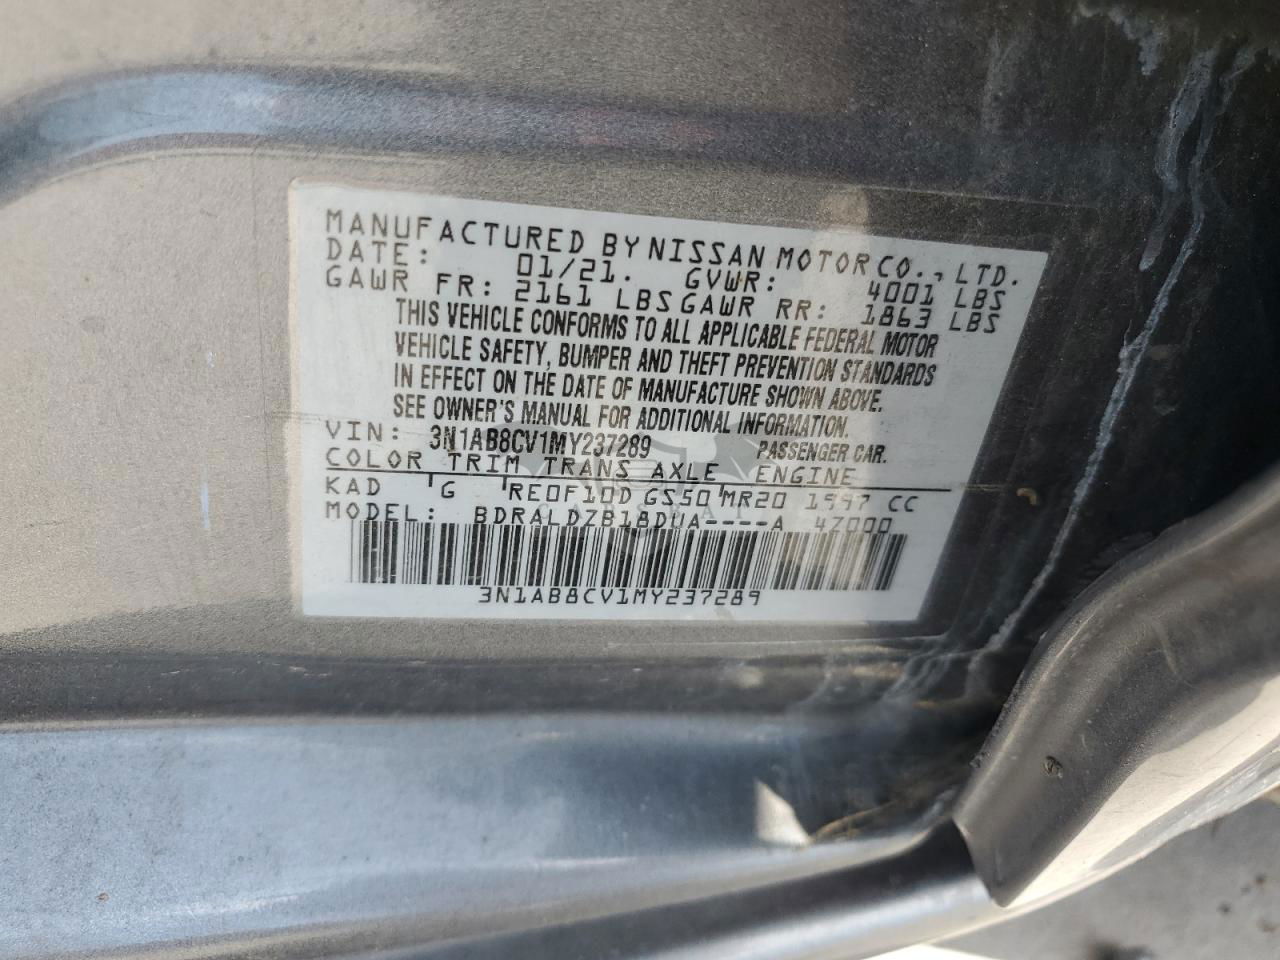 MANUFACTURED BY NISSAN MOTOR CO., LTD.
DATE: 01/21. GVWR: 4001 LBS
GAWR FR: 2161 LBS GAWR RR: 1863 LBS
THIS VEHICLE CONFORMS TO ALL APPLICABLE FEDERAL MOTOR
VEHICLE SAFETY, BUMPER AND THEFT PREVENTION STANDARDS
IN EFFECT ON THE DATE OF MANUFACTURE SHOWN ABOVE.
SEE OWNER'S MANUAL FOR ADDITIONAL INFORMATION.
VIN: 3N1AB8CV1MY237289 PASSENGER CAR.
COLOR TRIM TRANS AXLE ENGINE
KAD G RE0F10D GS50 MR20 1997 CC
MODEL: BDRALDZB18DUA----A 4Z000
CARSBAT
3N1AB8CV1MY237289